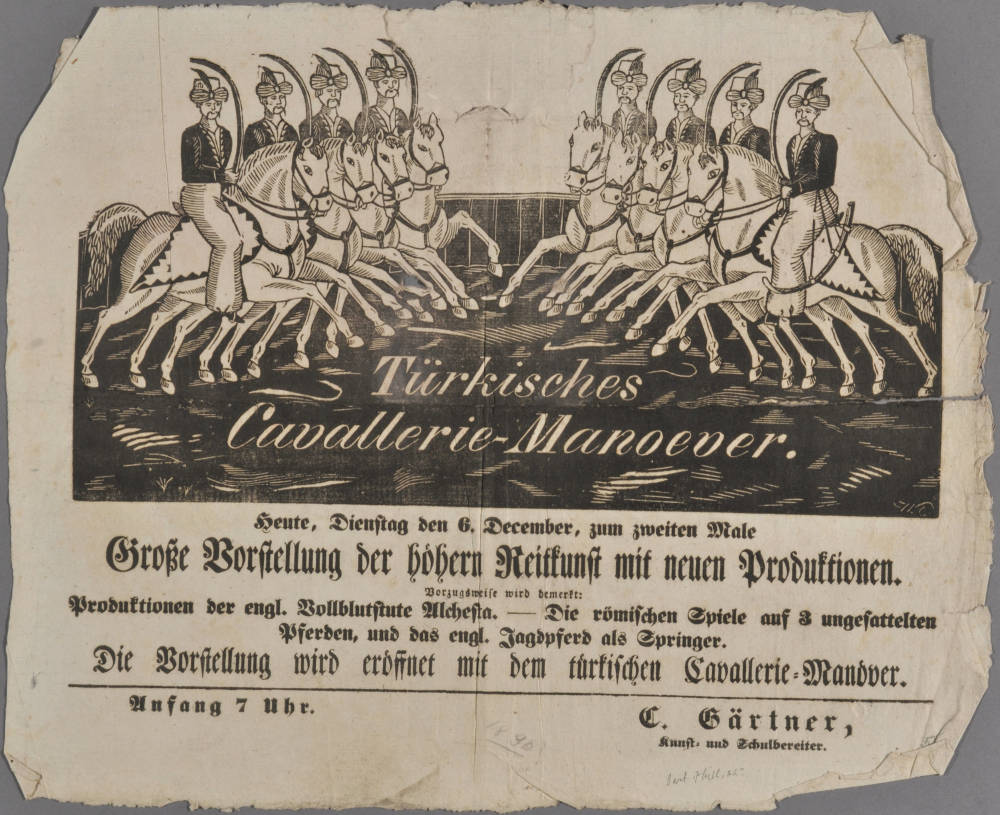 Türkisches
Cavallerie-Manoever.
Heute, Dienstag den 6. December, zum zweiten Male
Große Vorstellung der höhern Reitkunst mit neuen Produktionen.
Vorzugsweise wird bemerkt:
Produktionen der engl. Vollblutstute Alchesta. — Die römischen Spiele auf 3 ungesattelten
Pferden, und das engl. Jagdpferd als Springer.
Die Vorstellung wird eröffnet mit dem türkischen Cavallerie-Manöver.
Anfang 7 Uhr.
C. Gärtner,
Kunst- und Schulbereiter.